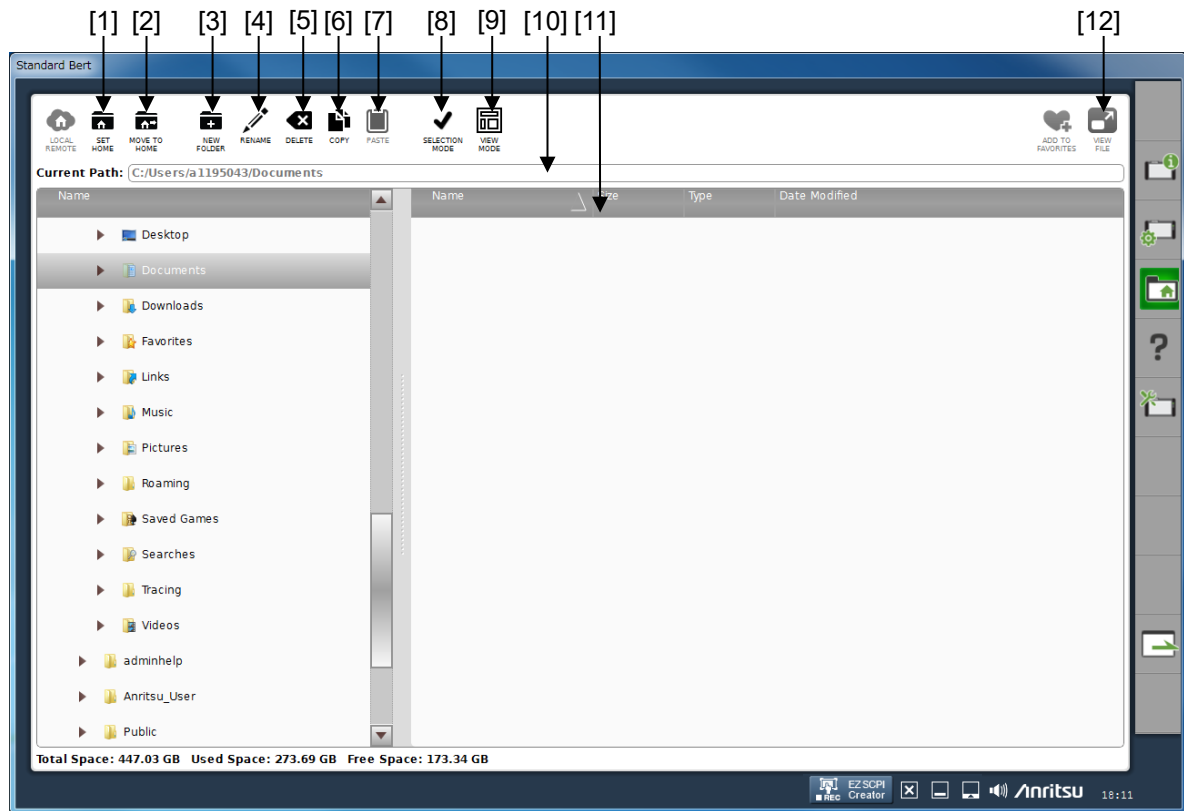 [1] [2] [3] [4] [5] [6] [7] [8] [9] [10] [11] [12]
Standard Bert
LOCAL REMOTE
SET HOME
MOVE TO HOME
NEW FOLDER
RENAME
DELETE
COPY
PASTE
SELECTION MODE
VIEW MODE
ADD TO FAVORITES
VIEW FILE
Current Path: C:/Users/a1195043/Documents
Name
Name Size Type Date Modified
Desktop
Documents
Downloads
Favorites
Links
Music
Pictures
Roaming
Saved Games
Searches
Tracing
Videos
adminhelp
Anritsu_User
Public
Total Space: 447.03 GB Used Space: 273.69 GB Free Space: 173.34 GB
REC
EZ SCPI
Creator
Anritsu
18:11